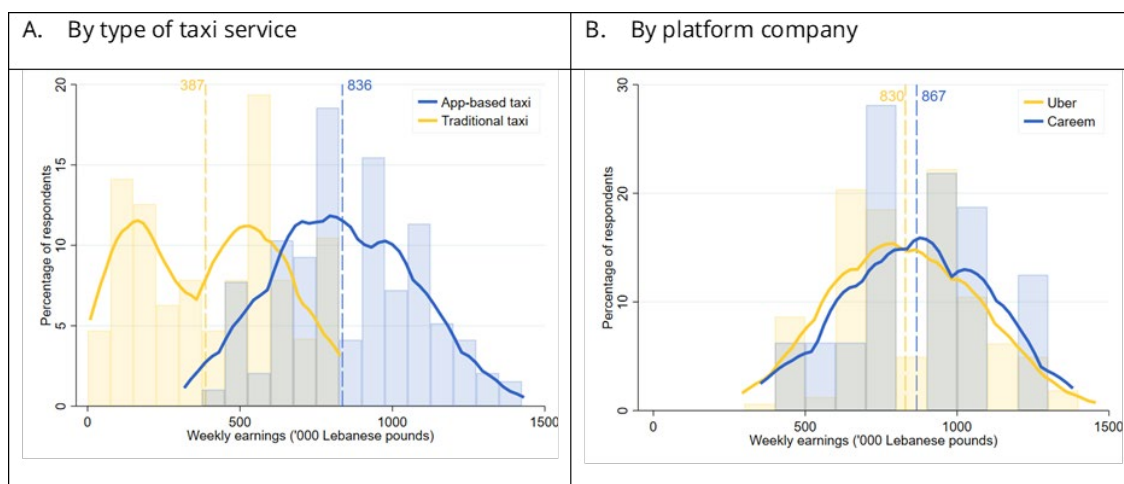 A. By type of taxi service
387
836
App-based taxi
Traditional taxi
Percentage of respondents
20
15
10
5
0
0
500
1000
1500
Weekly earnings ('000 Lebanese pounds)
B. By platform company
830
867
Uber
Careem
Percentage of respondents
30
20
10
0
0
500
1000
1500
Weekly earnings ('000 Lebanese pounds)